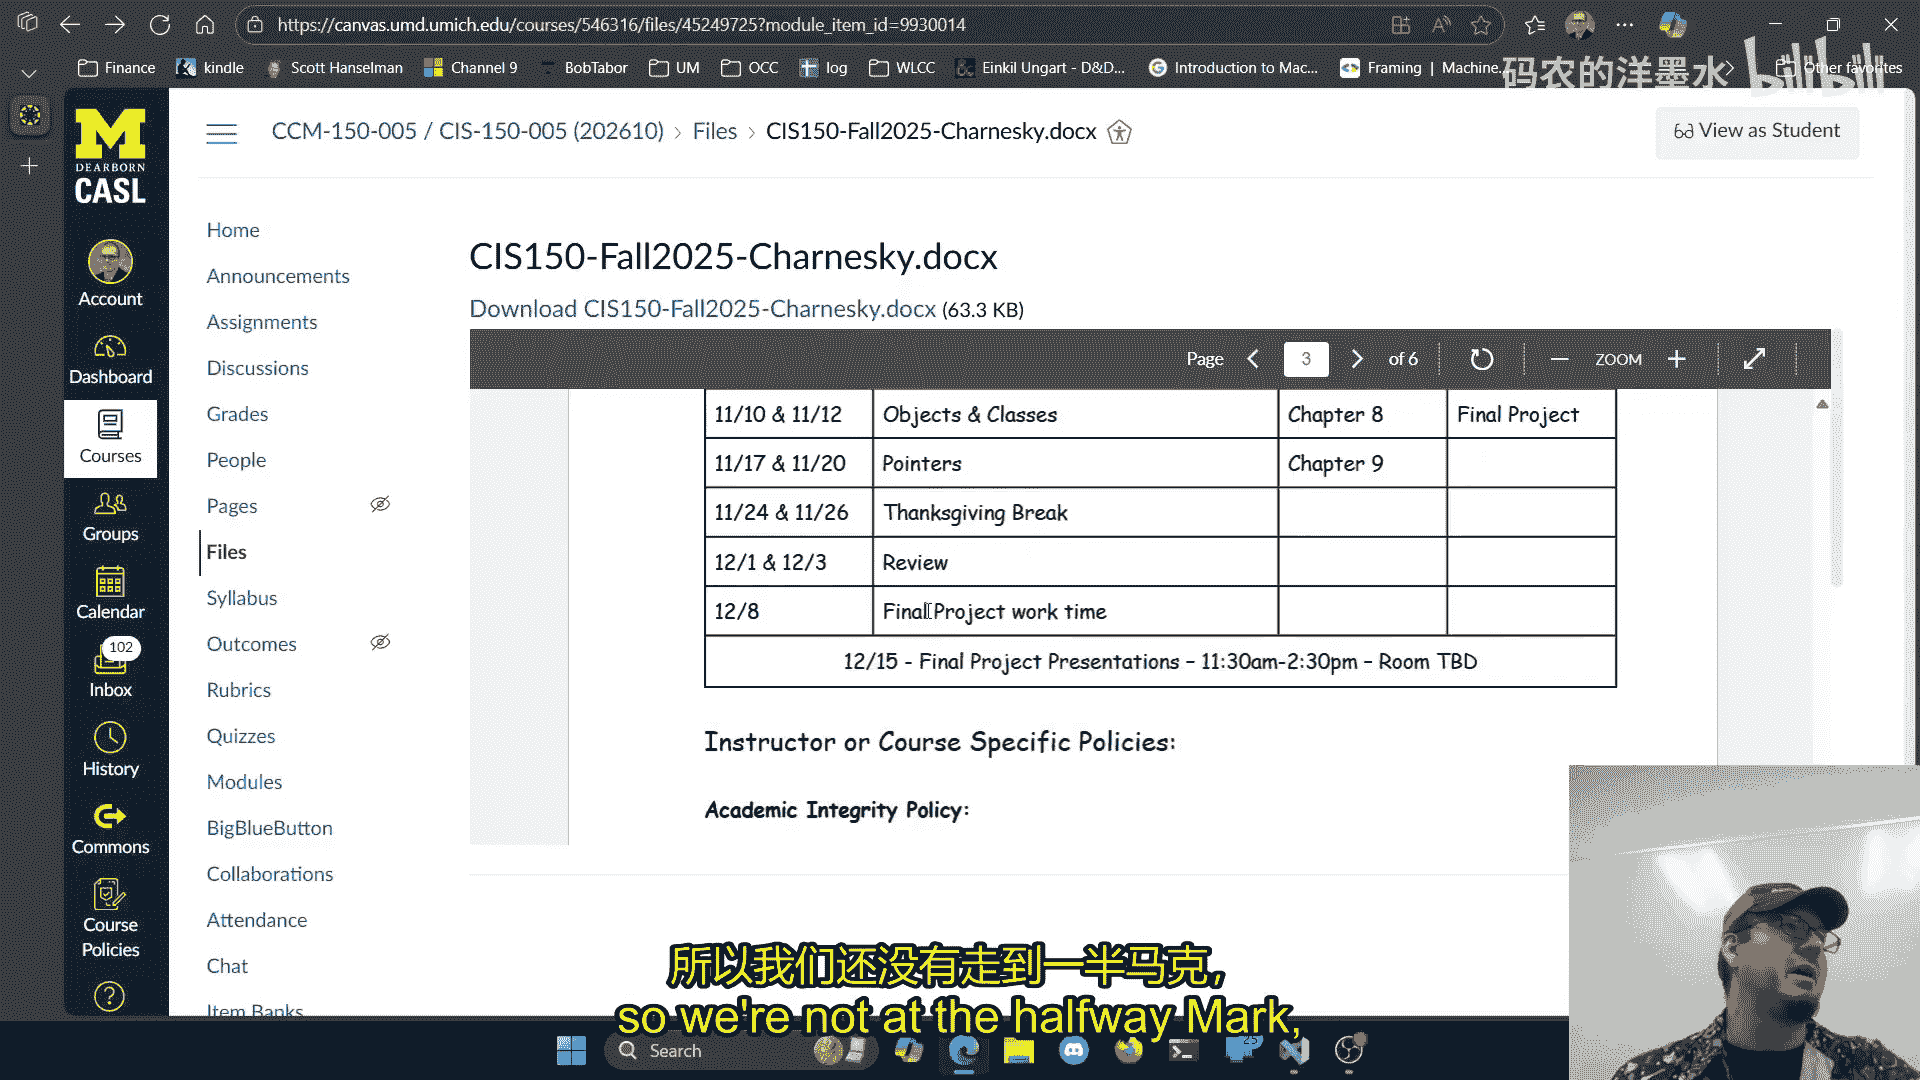 https://canvas.umd.umich.edu/courses/546316/files/45249725?module_item_id=9930014
Finance
kindle
Scott Hanselman
Channel 9
BobTabor
UM
OCC
log
WLCC
Einkil Ungart - D&D...
Introduction to Mac...
Framing | Machine...
Other favorites
码农的洋墨水
bilibili
M
DEARBORN
CASL
CCM-150-005 / CIS-150-005 (202610) › Files › CIS150-Fall2025-Charnesky.docx
View as Student
Account
Dashboard
Courses
Groups
Calendar
102
Inbox
History
Commons
Course
Policies
Home
Announcements
Assignments
Discussions
Grades
People
Pages
Files
Syllabus
Outcomes
Rubrics
Quizzes
Modules
BigBlueButton
Collaborations
Attendance
Chat
Item Banks
CIS150-Fall2025-Charnesky.docx
Download CIS150-Fall2025-Charnesky.docx (63.3 KB)
Page 3 of 6 ZOOM
11/10 & 11/12 Objects & Classes Chapter 8 Final Project
11/17 & 11/20 Pointers Chapter 9
11/24 & 11/26 Thanksgiving Break
12/1 & 12/3 Review
12/8 Final Project work time
12/15 - Final Project Presentations – 11:30am-2:30pm – Room TBD
Instructor or Course Specific Policies:
Academic Integrity Policy:
所以我们还没有走到一半马克,
so we're not at the halfway Mark,
Search
25